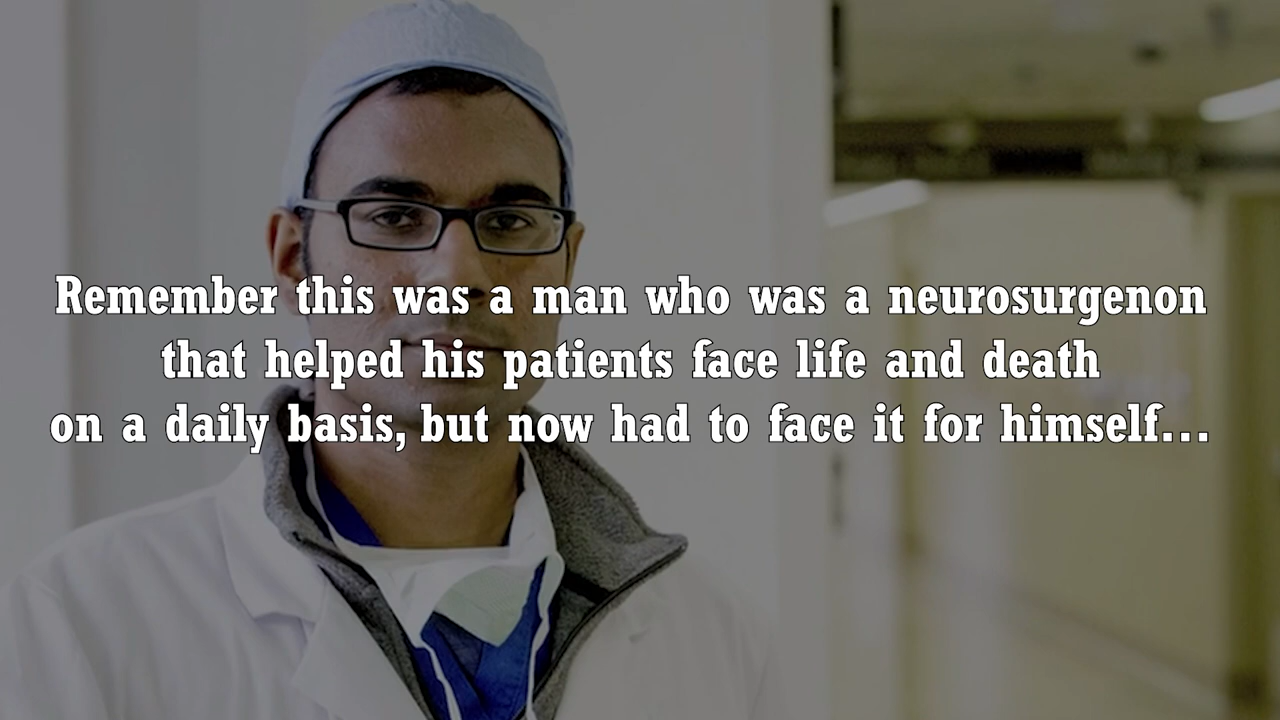 Remember this was a man who was a neurosurgenon
that helped his patients face life and death
on a daily basis, but now had to face it for himself...